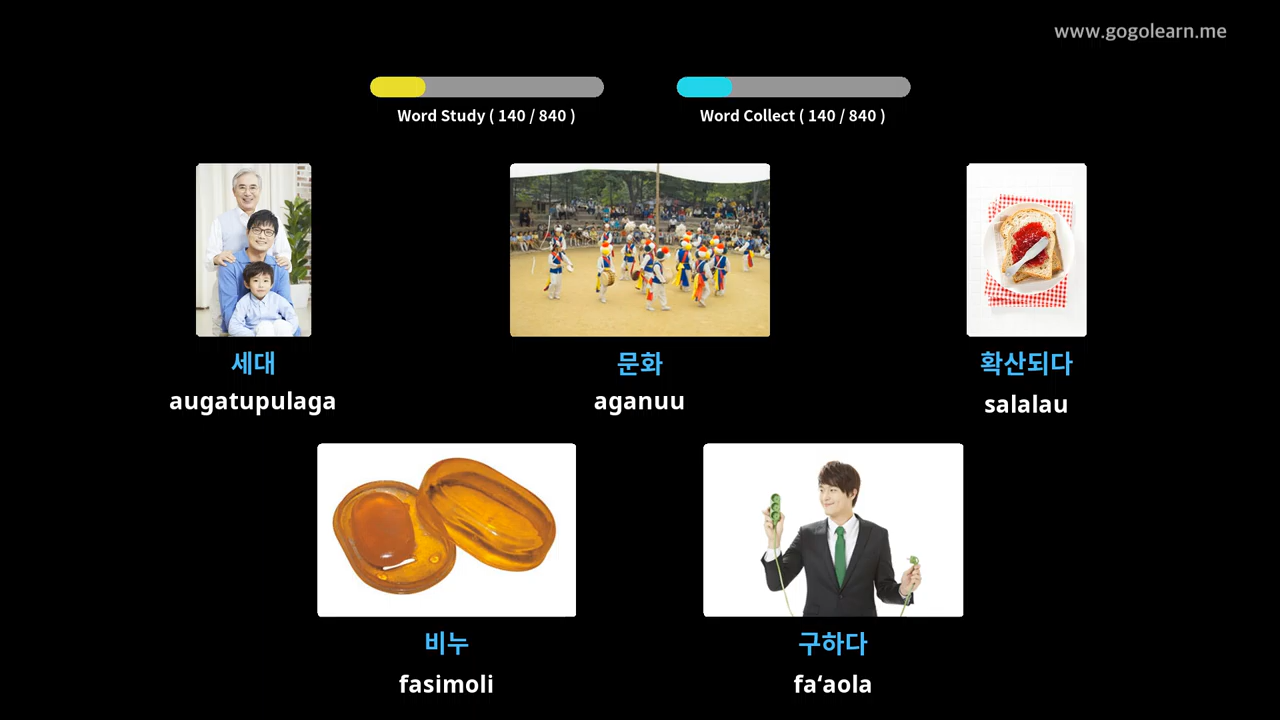 www.gogolearn.me
Word Study ( 140 / 840 )
Word Collect ( 140 / 840 )
세대
augatupulaga
문화
aganuu
확산되다
salalau
비누
fasimoli
구하다
fa‘aola